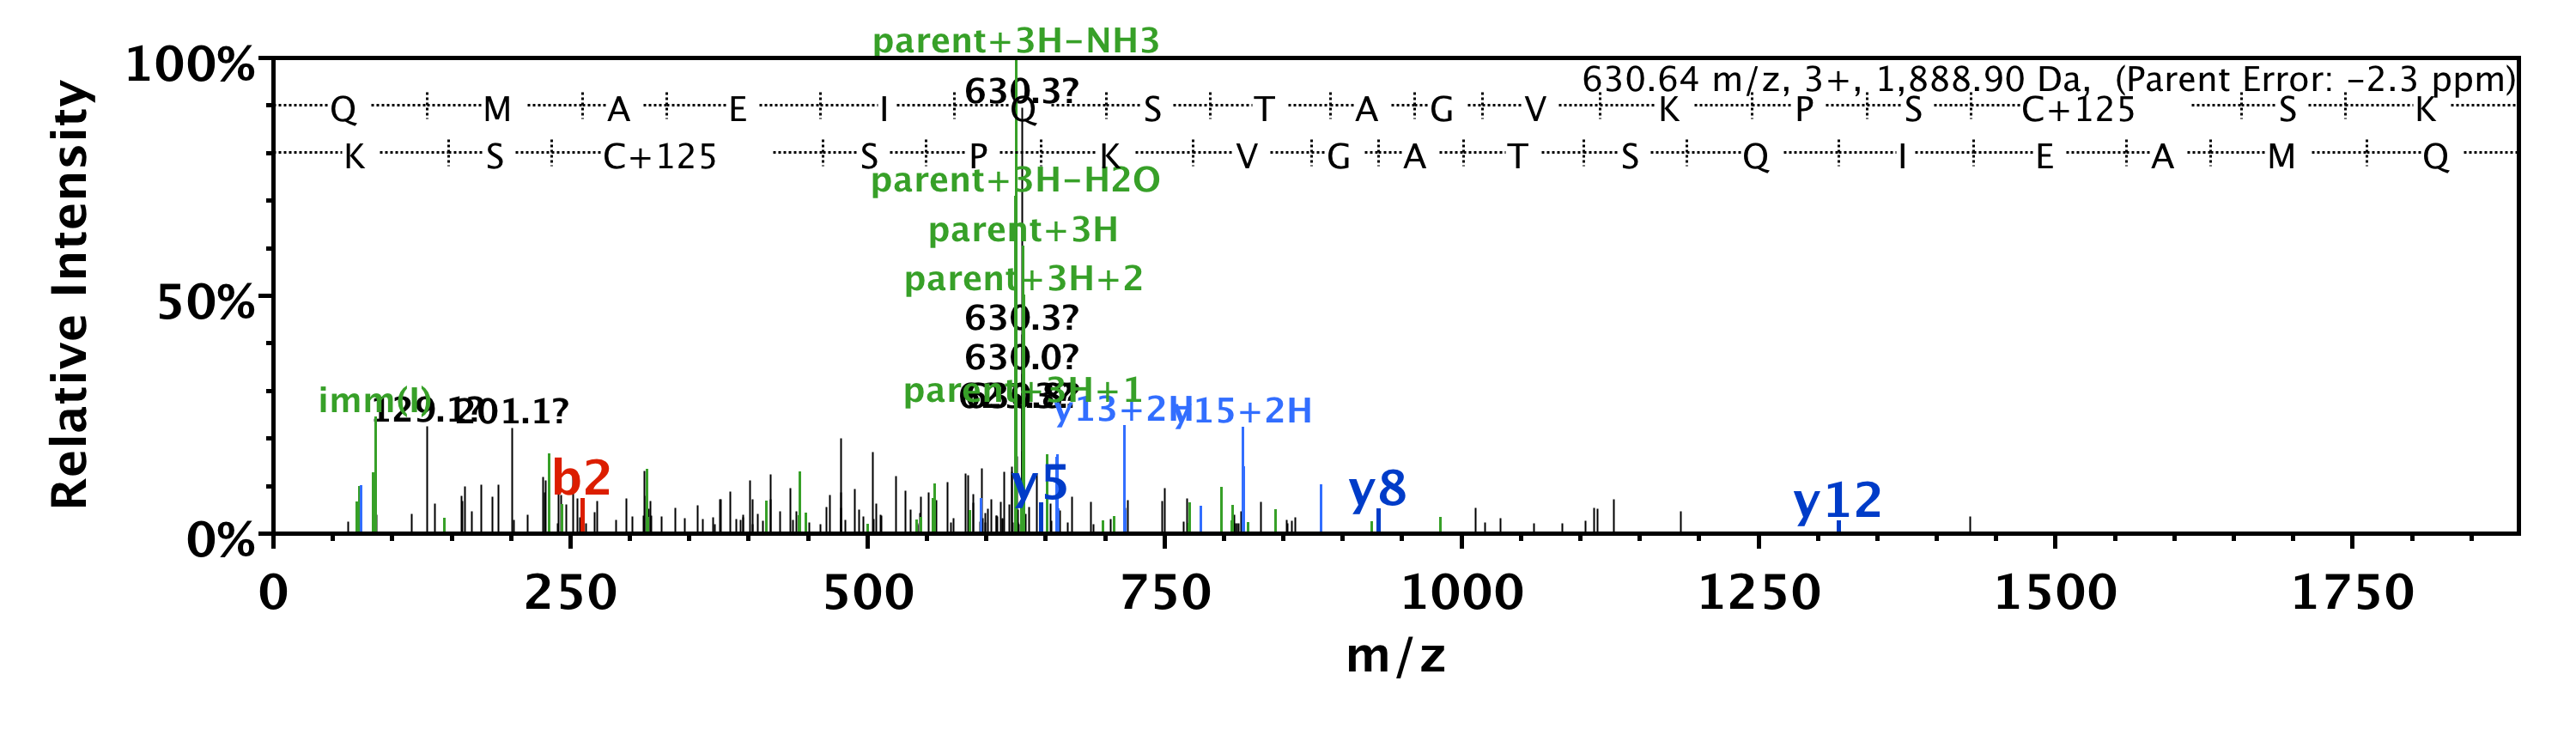 parent+3H−NH3
100%
630.64 m/z, 3+, 1,888.90 Da, (Parent Error: −2.3 ppm)
630.3?
Q M A E I Q S T A G V K P S C+125 S K
K S C+125 S P K V G A T S Q I E A M Q
parent+3H−H2O
parent+3H
parent+3H+2
50%
630.3?
630.0?
parent+3H+1
imm(I) 129.1? 201.1? y13+2H y15+2H
b2 y5 y8 y12
0%
0 250 500 750 1000 1250 1500 1750
m/z
Relative Intensity